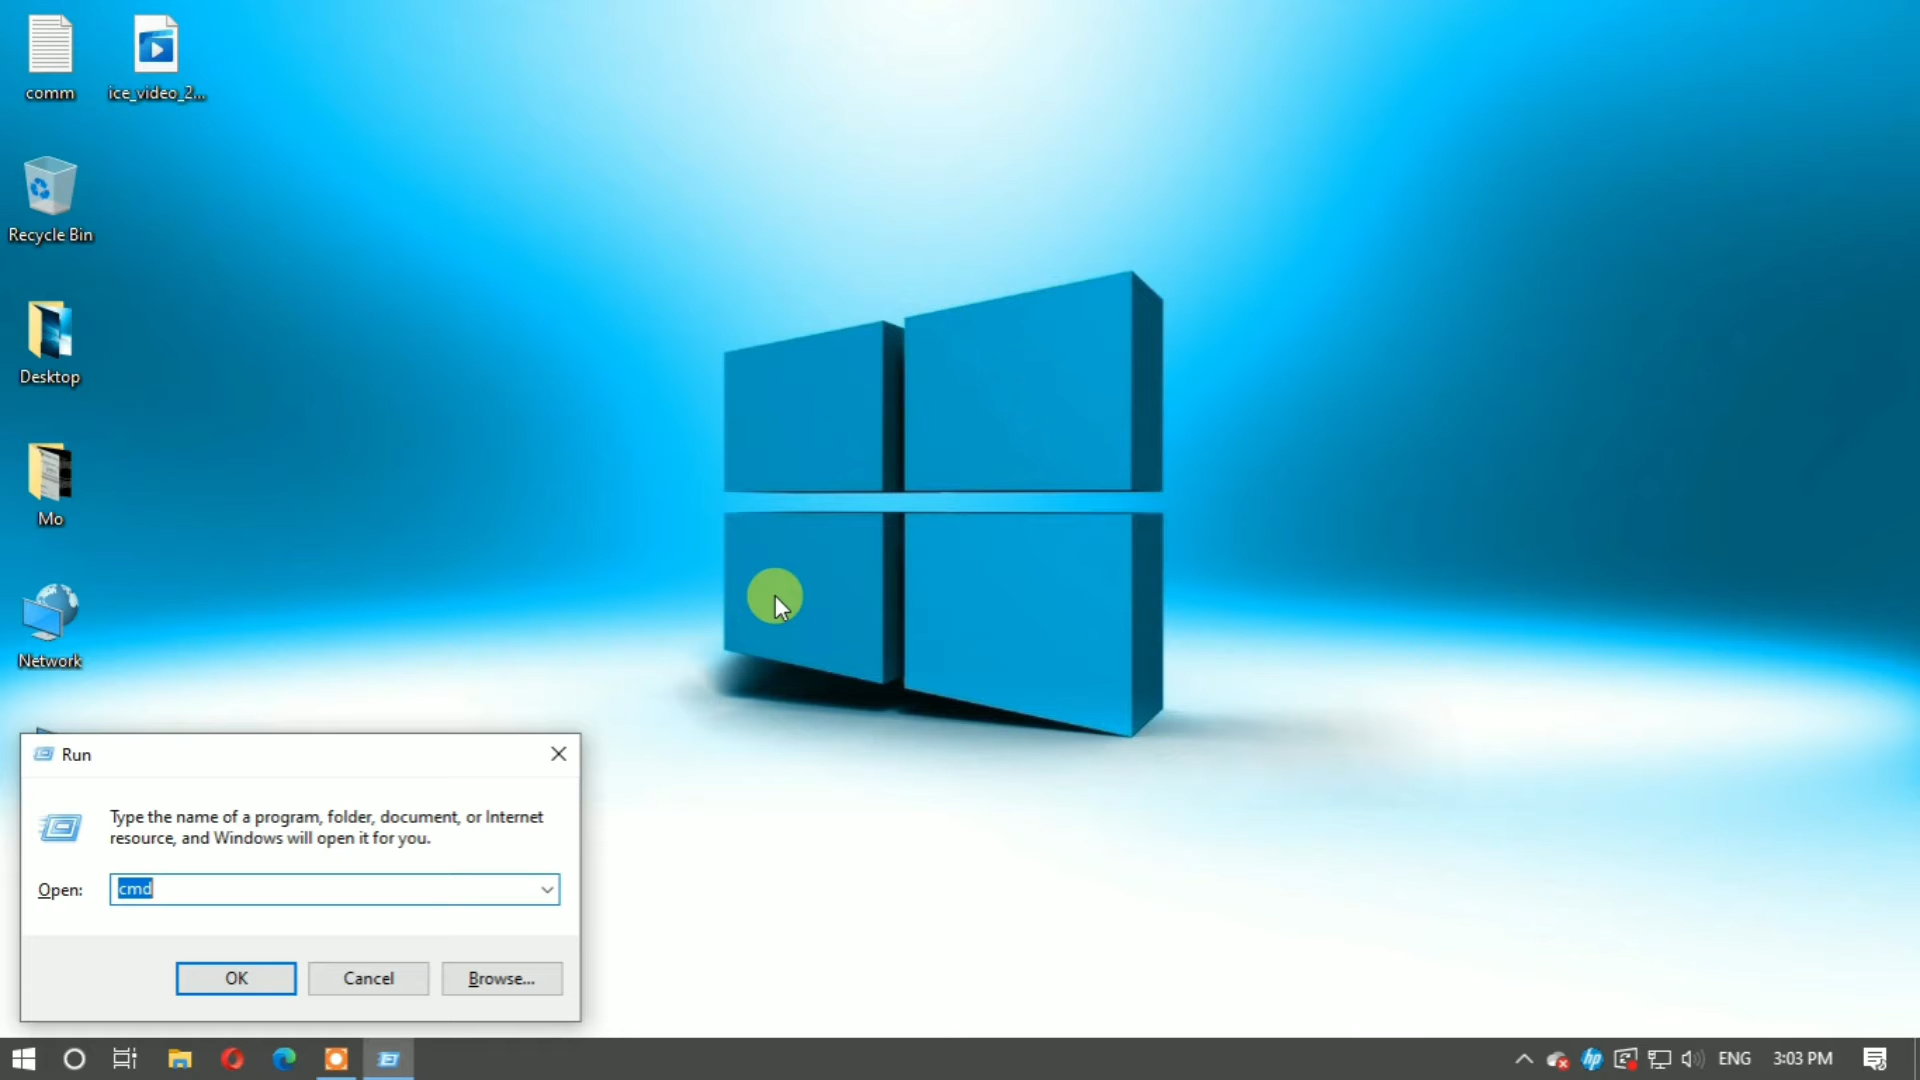 comm
ice_video_2...
Recycle Bin
Desktop
Mo
Network
Run
Type the name of a program, folder, document, or Internet
resource, and Windows will open it for you.
Open:
cmd
OK
Cancel
Browse...
hp
ENG
3:03 PM